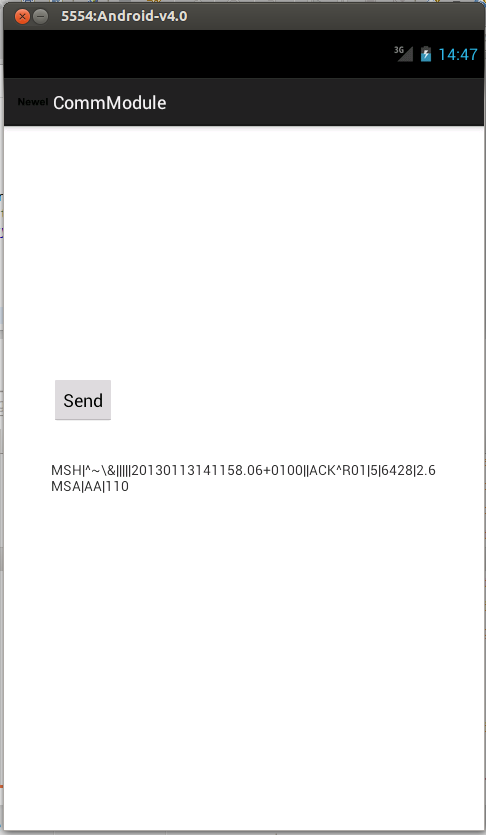 5554:Android-v4.0
3G 14:47
Newel CommModule
Send
MSH|^~\&|||||20130113141158.06+0100||ACK^R01|5|6428|2.6
MSA|AA|110